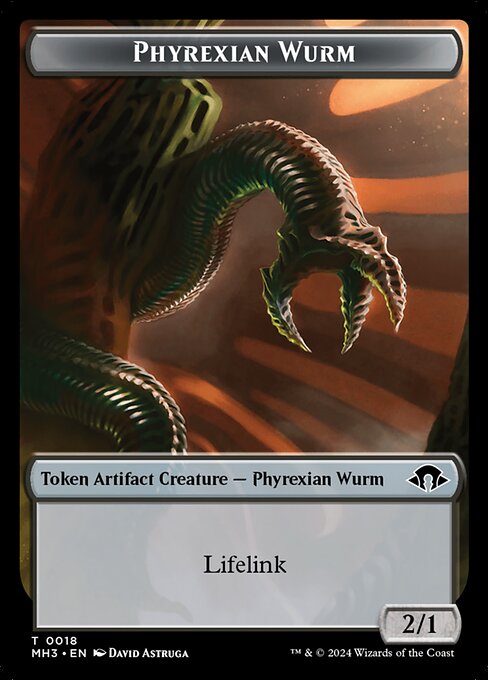 Phyrexian Wurm
Token Artifact Creature — Phyrexian Wurm
Lifelink
2/1
T 0018
MH3 • EN David Astruga
™ & © 2024 Wizards of the Coast